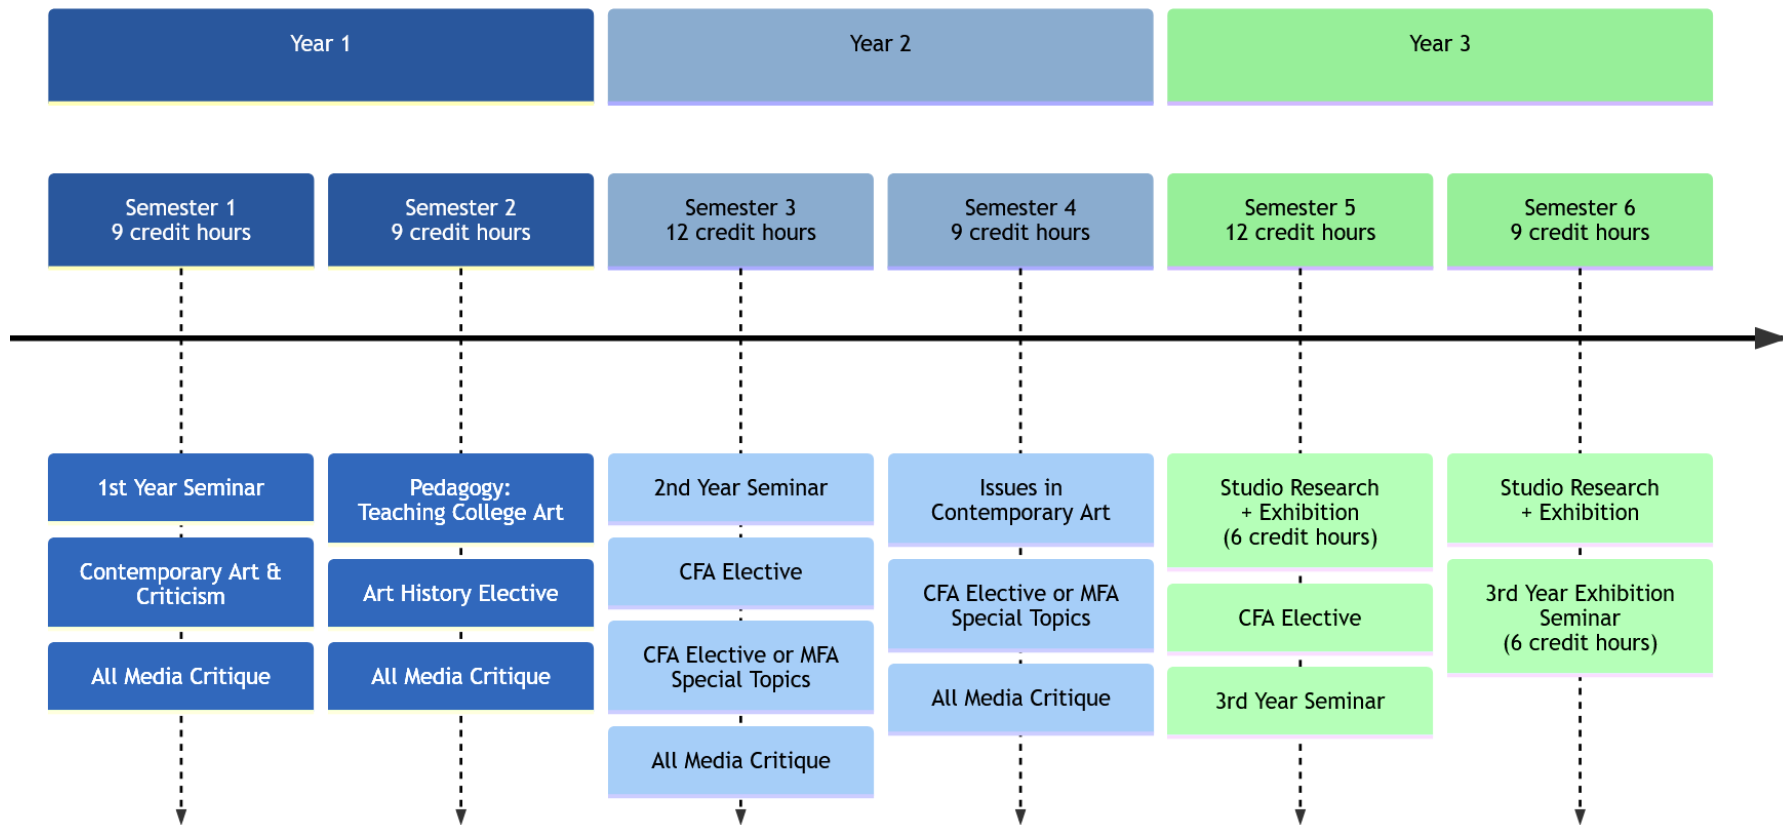 Year 1
Year 2
Year 3
Semester 1
9 credit hours
Semester 2
9 credit hours
Semester 3
12 credit hours
Semester 4
9 credit hours
Semester 5
12 credit hours
Semester 6
9 credit hours
1st Year Seminar
Contemporary Art &
Criticism
All Media Critique
Pedagogy:
Teaching College Art
Art History Elective
All Media Critique
2nd Year Seminar
CFA Elective
CFA Elective or MFA
Special Topics
All Media Critique
Issues in
Contemporary Art
CFA Elective or MFA
Special Topics
All Media Critique
Studio Research
+ Exhibition
(6 credit hours)
CFA Elective
3rd Year Seminar
Studio Research
+ Exhibition
3rd Year Exhibition
Seminar
(6 credit hours)